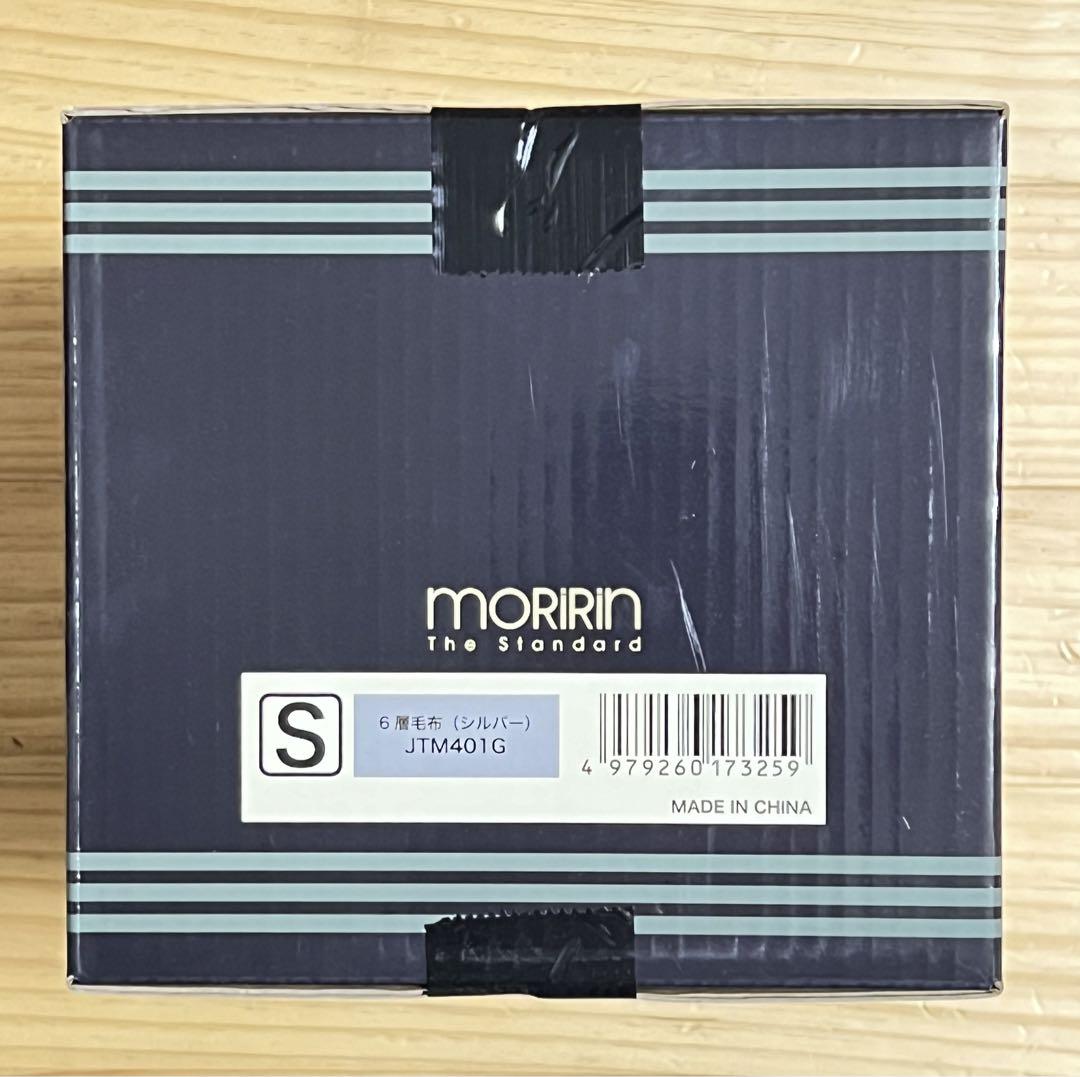 MORiRin
The Standard
S
6層毛布（シルバー）
JTM401G
4 979260 173259
MADE IN CHINA